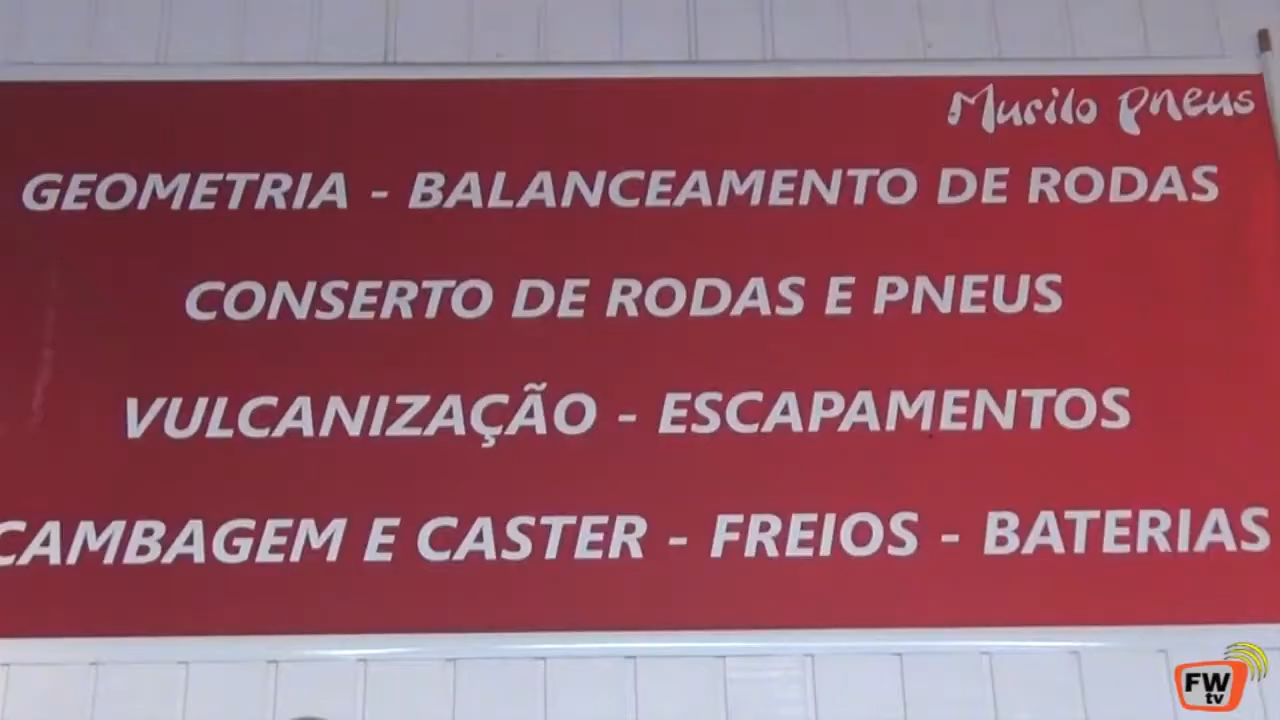 Murilo Pneus
GEOMETRIA - BALANCEAMENTO DE RODAS
CONSERTO DE RODAS E PNEUS
VULCANIZAÇÃO - ESCAPAMENTOS
CAMBAGEM E CASTER - FREIOS - BATERIAS
FW
tv